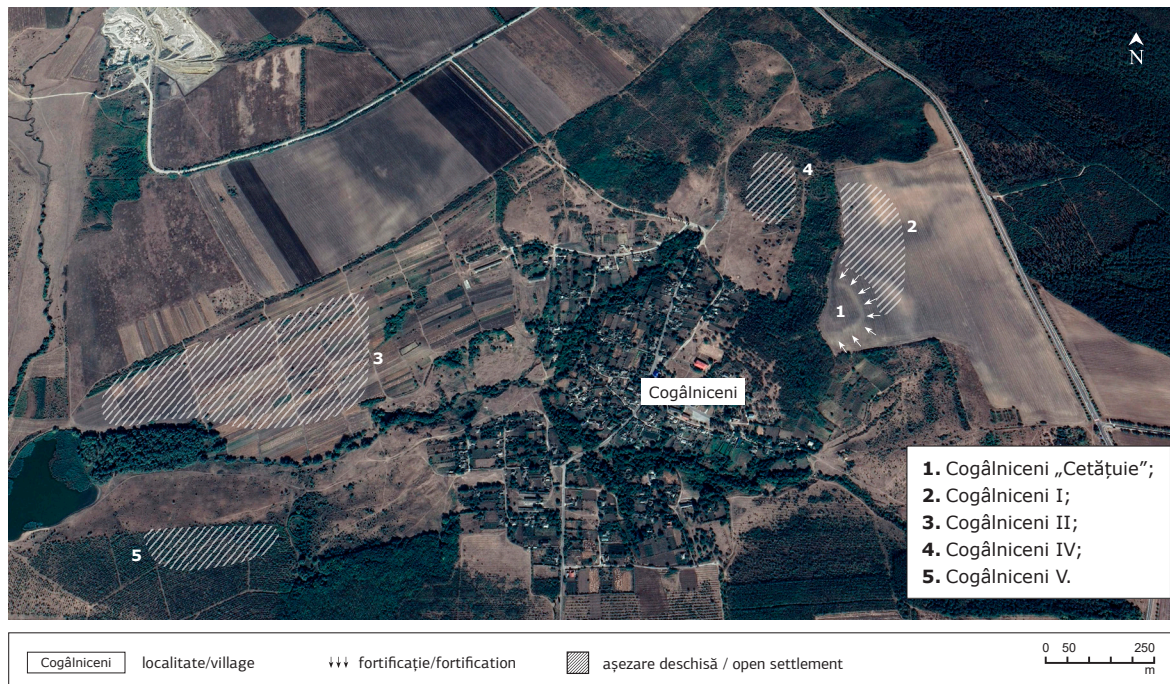 N
4
2
1
3
Cogâlniceni
5
1. Cogâlniceni „Cetățuie”;
2. Cogâlniceni I;
3. Cogâlniceni II;
4. Cogâlniceni IV;
5. Cogâlniceni V.
Cogâlniceni localitate/village fortificație/fortification așezare deschisă / open settlement
0 50 250
m